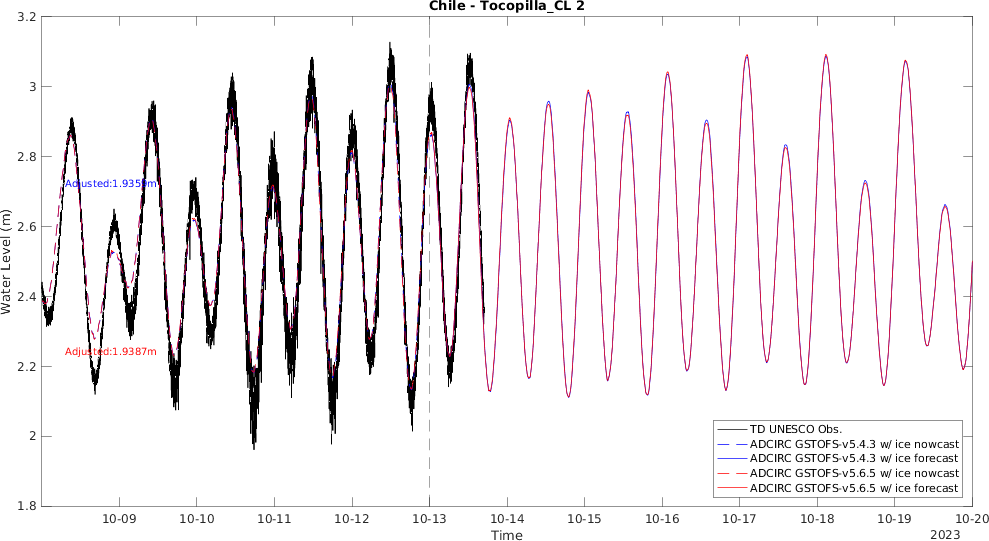 Chile - Tocopilla_CL 2
3.2
3
2.8
2.6
2.4
2.2
2
1.8
Water Level (m)
Adjusted:1.9359m
Adjusted:1.9387m
TD UNESCO Obs.
ADCIRC GSTOFS-v5.4.3 w/ ice nowcast
ADCIRC GSTOFS-v5.4.3 w/ ice forecast
ADCIRC GSTOFS-v5.6.5 w/ ice nowcast
ADCIRC GSTOFS-v5.6.5 w/ ice forecast
10-09 10-10 10-11 10-12 10-13 10-14 10-15 10-16 10-17 10-18 10-19 10-20
Time
2023